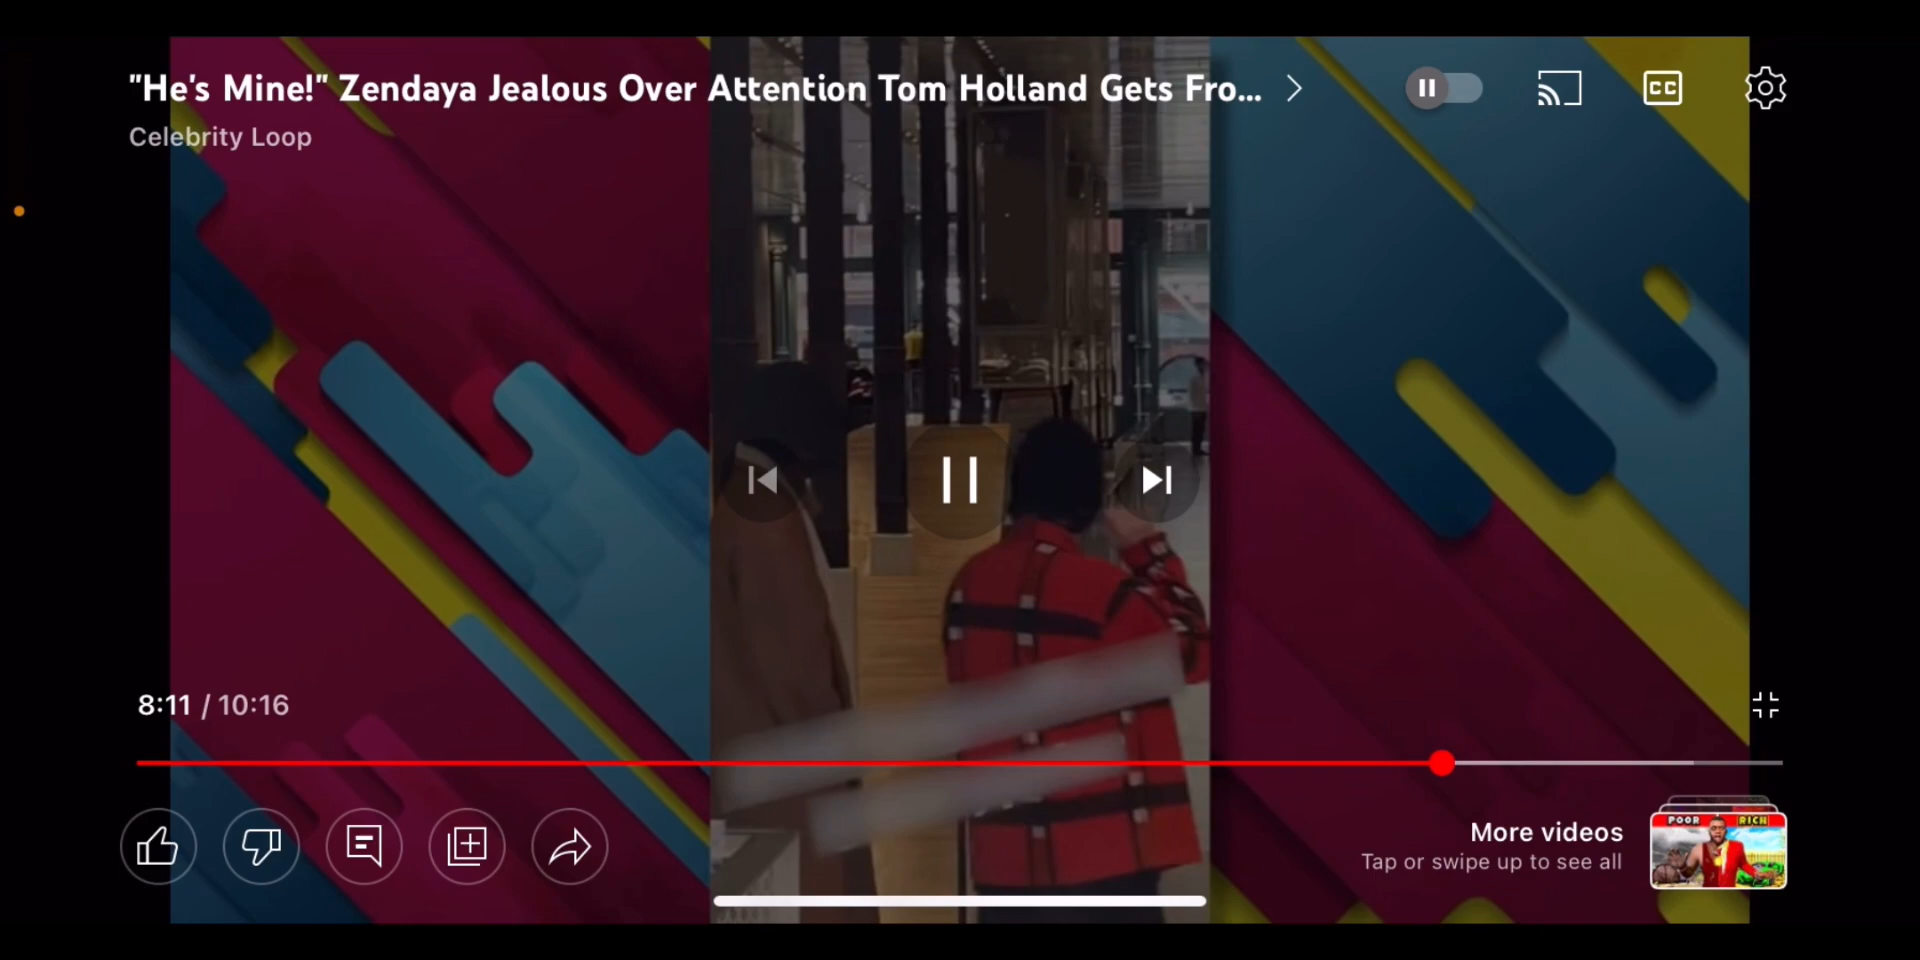 "He's Mine!" Zendaya Jealous Over Attention Tom Holland Gets Fro...
Celebrity Loop
CC
8:11 / 10:16
More videos
Tap or swipe up to see all
POOR RICH